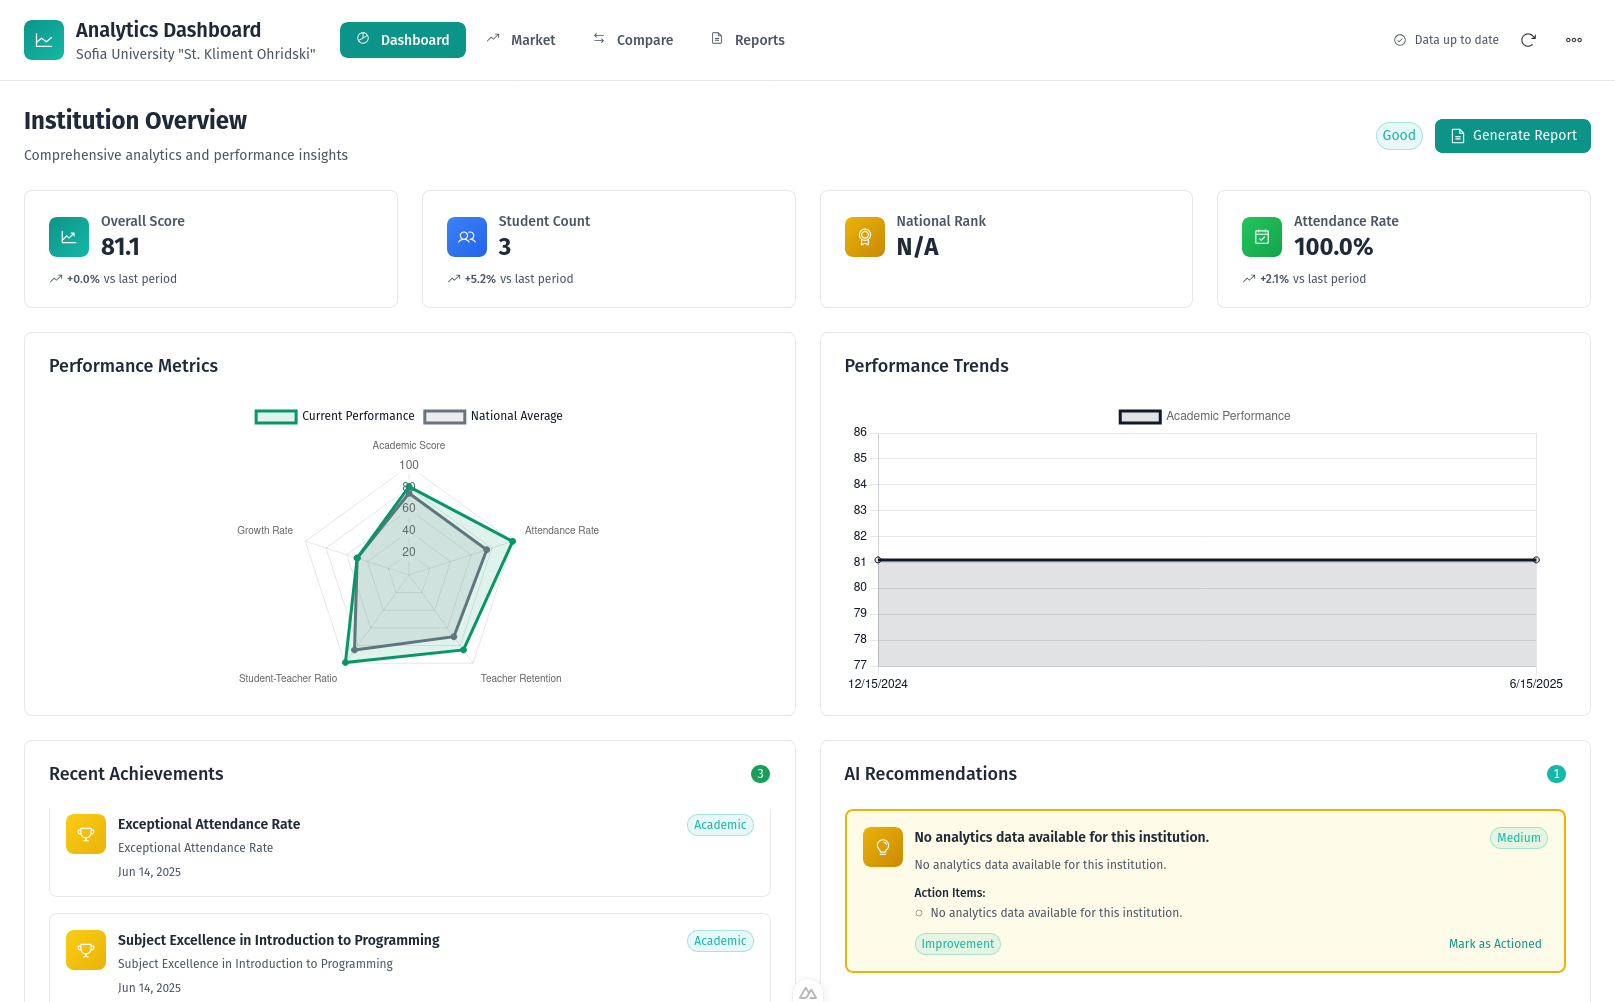 Analytics Dashboard
Sofia University "St. Kliment Ohridski"
Dashboard
Market
Compare
Reports
Data up to date
Institution Overview
Comprehensive analytics and performance insights
Good
Generate Report
Overall Score
81.1
+0.0% vs last period
Student Count
3
+5.2% vs last period
National Rank
N/A
Attendance Rate
100.0%
+2.1% vs last period
Performance Metrics
Current Performance
National Average
Academic Score
100
80
60
40
20
Growth Rate
Attendance Rate
Student-Teacher Ratio
Teacher Retention
Performance Trends
Academic Performance
86
85
84
83
82
81
80
79
78
77
12/15/2024
6/15/2025
Recent Achievements
3
Exceptional Attendance Rate
Academic
Exceptional Attendance Rate
Jun 14, 2025
Subject Excellence in Introduction to Programming
Academic
Subject Excellence in Introduction to Programming
Jun 14, 2025
AI Recommendations
1
No analytics data available for this institution.
Medium
No analytics data available for this institution.
Action Items:
No analytics data available for this institution.
Improvement
Mark as Actioned